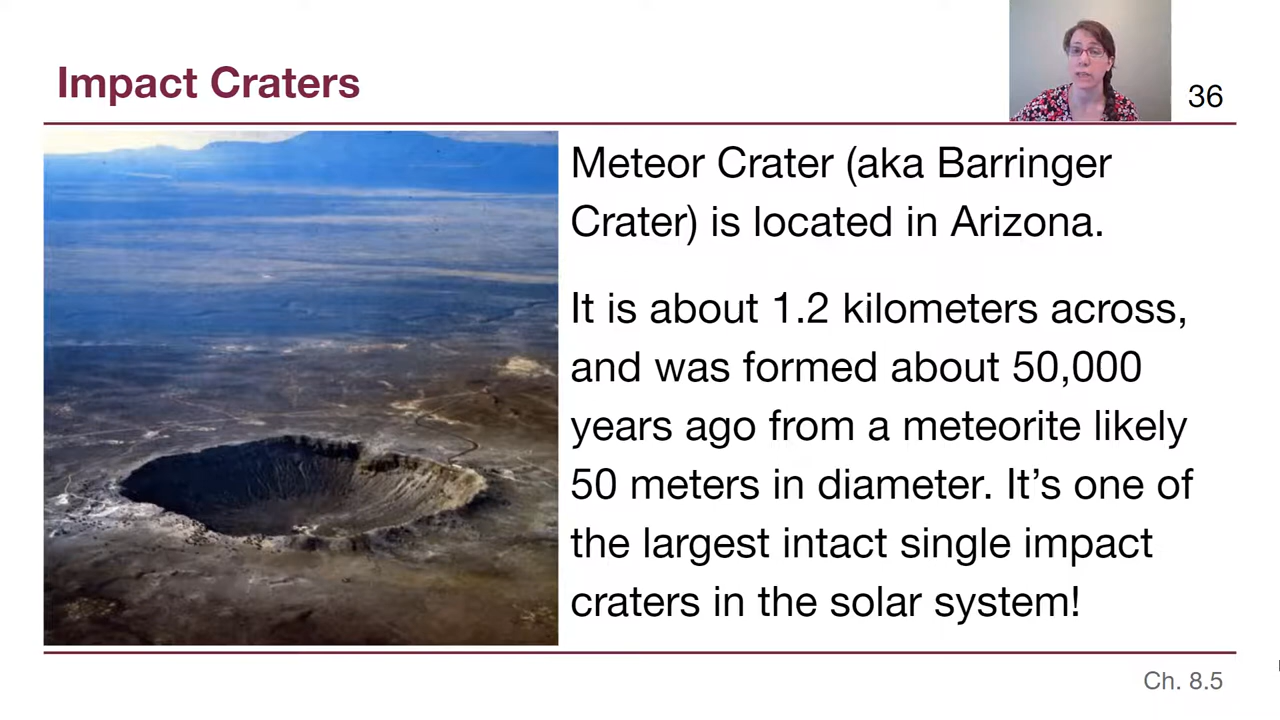 Impact Craters
36
Meteor Crater (aka Barringer
Crater) is located in Arizona.
It is about 1.2 kilometers across,
and was formed about 50,000
years ago from a meteorite likely
50 meters in diameter. It’s one of
the largest intact single impact
craters in the solar system!
Ch. 8.5